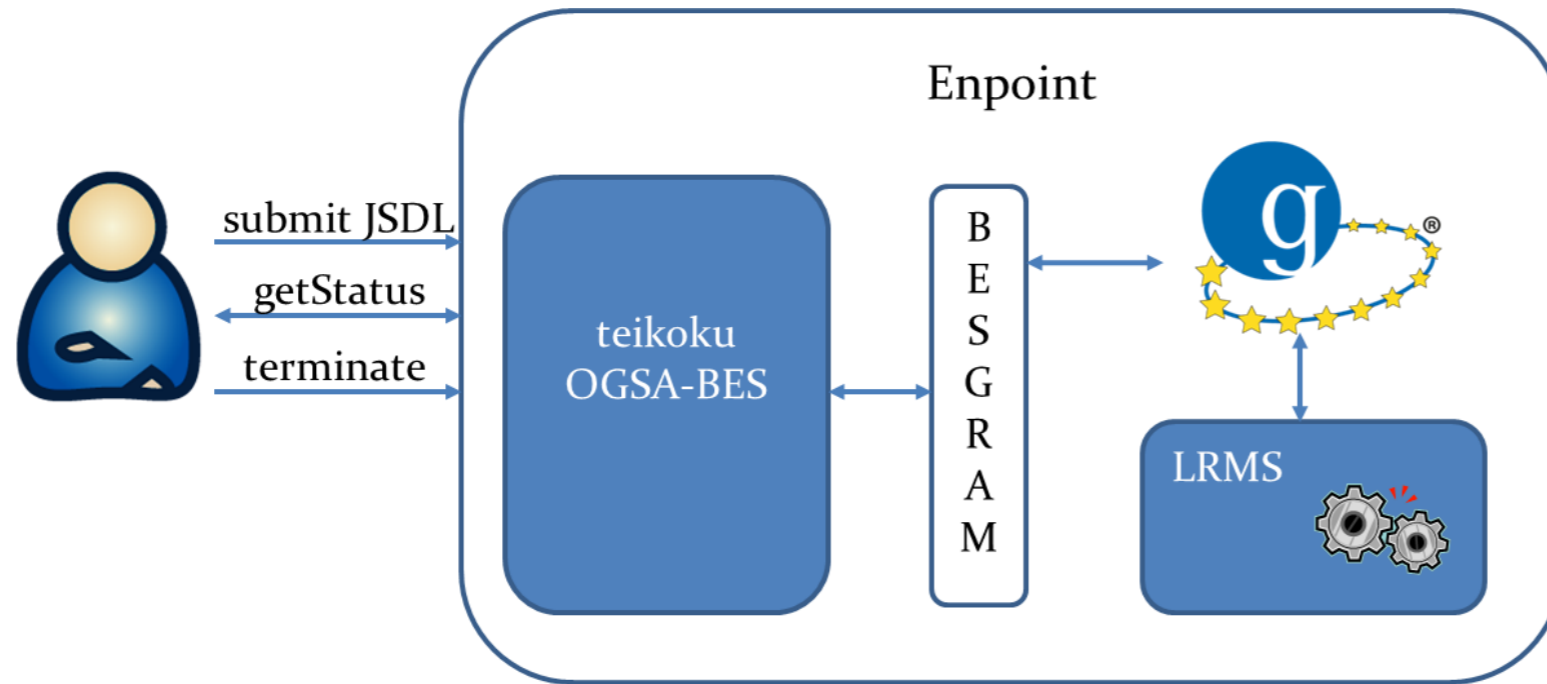 Enpoint
submit JSDL
getStatus
terminate
teikoku
OGSA-BES
B
E
S
G
R
A
M
g
®
LRMS